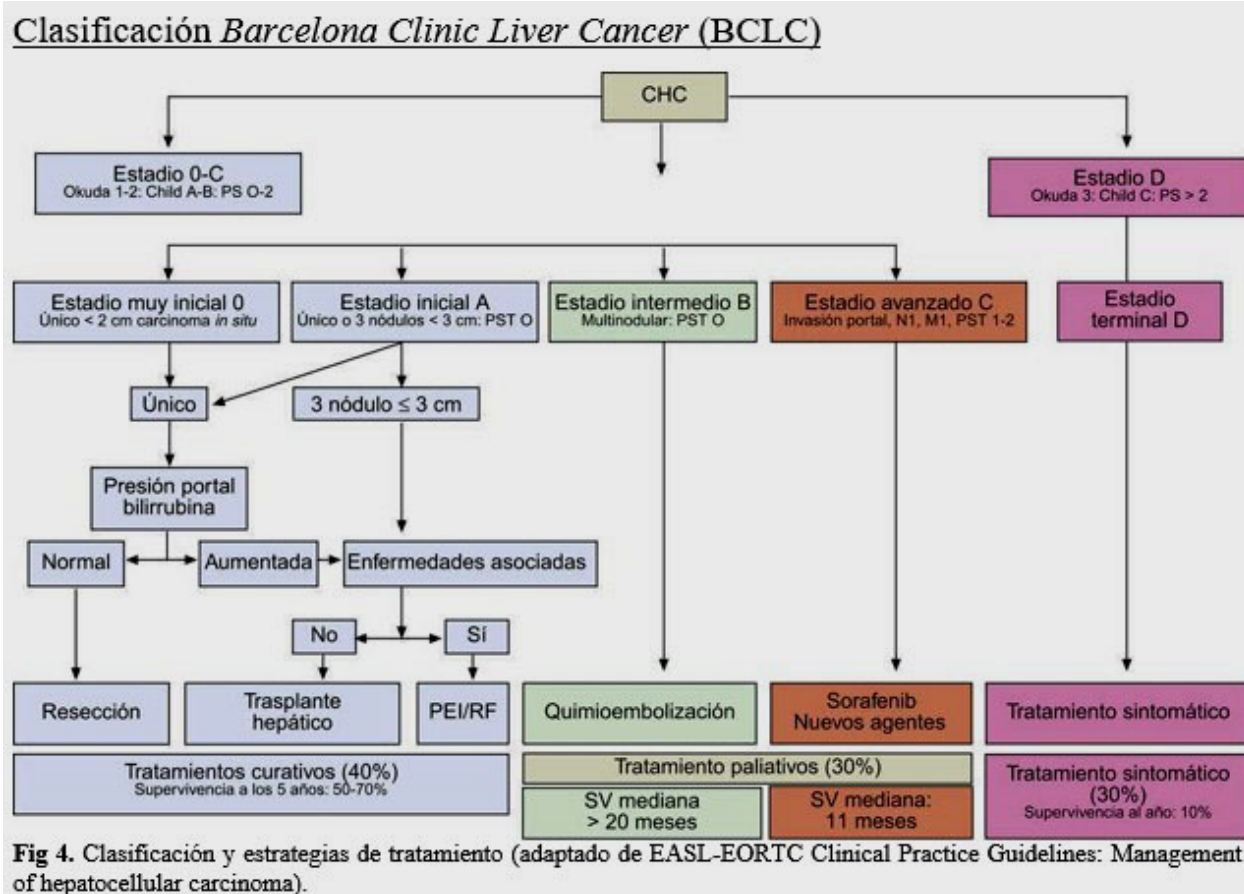 Clasificación Barcelona Clinic Liver Cancer (BCLC)
CHC
Estadio 0-C
Okuda 1-2: Child A-B: PS O-2
Estadio D
Okuda 3: Child C: PS > 2
Estadio muy inicial 0
Único < 2 cm carcinoma in situ
Estadio inicial A
Único o 3 nódulos < 3 cm: PST O
Estadio intermedio B
Multinodular: PST O
Estadio avanzado C
Invasión portal, N1, M1, PST 1-2
Estadio
terminal D
Único
3 nódulo ≤ 3 cm
Presión portal
bilirrubina
Normal
Aumentada
Enfermedades asociadas
No
Sí
Resección
Trasplante
hepático
PEI/RF
Quimioembolización
Sorafenib
Nuevos agentes
Tratamiento sintomático
Tratamientos curativos (40%)
Supervivencia a los 5 años: 50-70%
Tratamiento paliativos (30%)
SV mediana
> 20 meses
SV mediana:
11 meses
Tratamiento sintomático
(30%)
Supervivencia al año: 10%
Fig 4. Clasificación y estrategias de tratamiento (adaptado de EASL-EORTC Clinical Practice Guidelines: Management
of hepatocellular carcinoma).